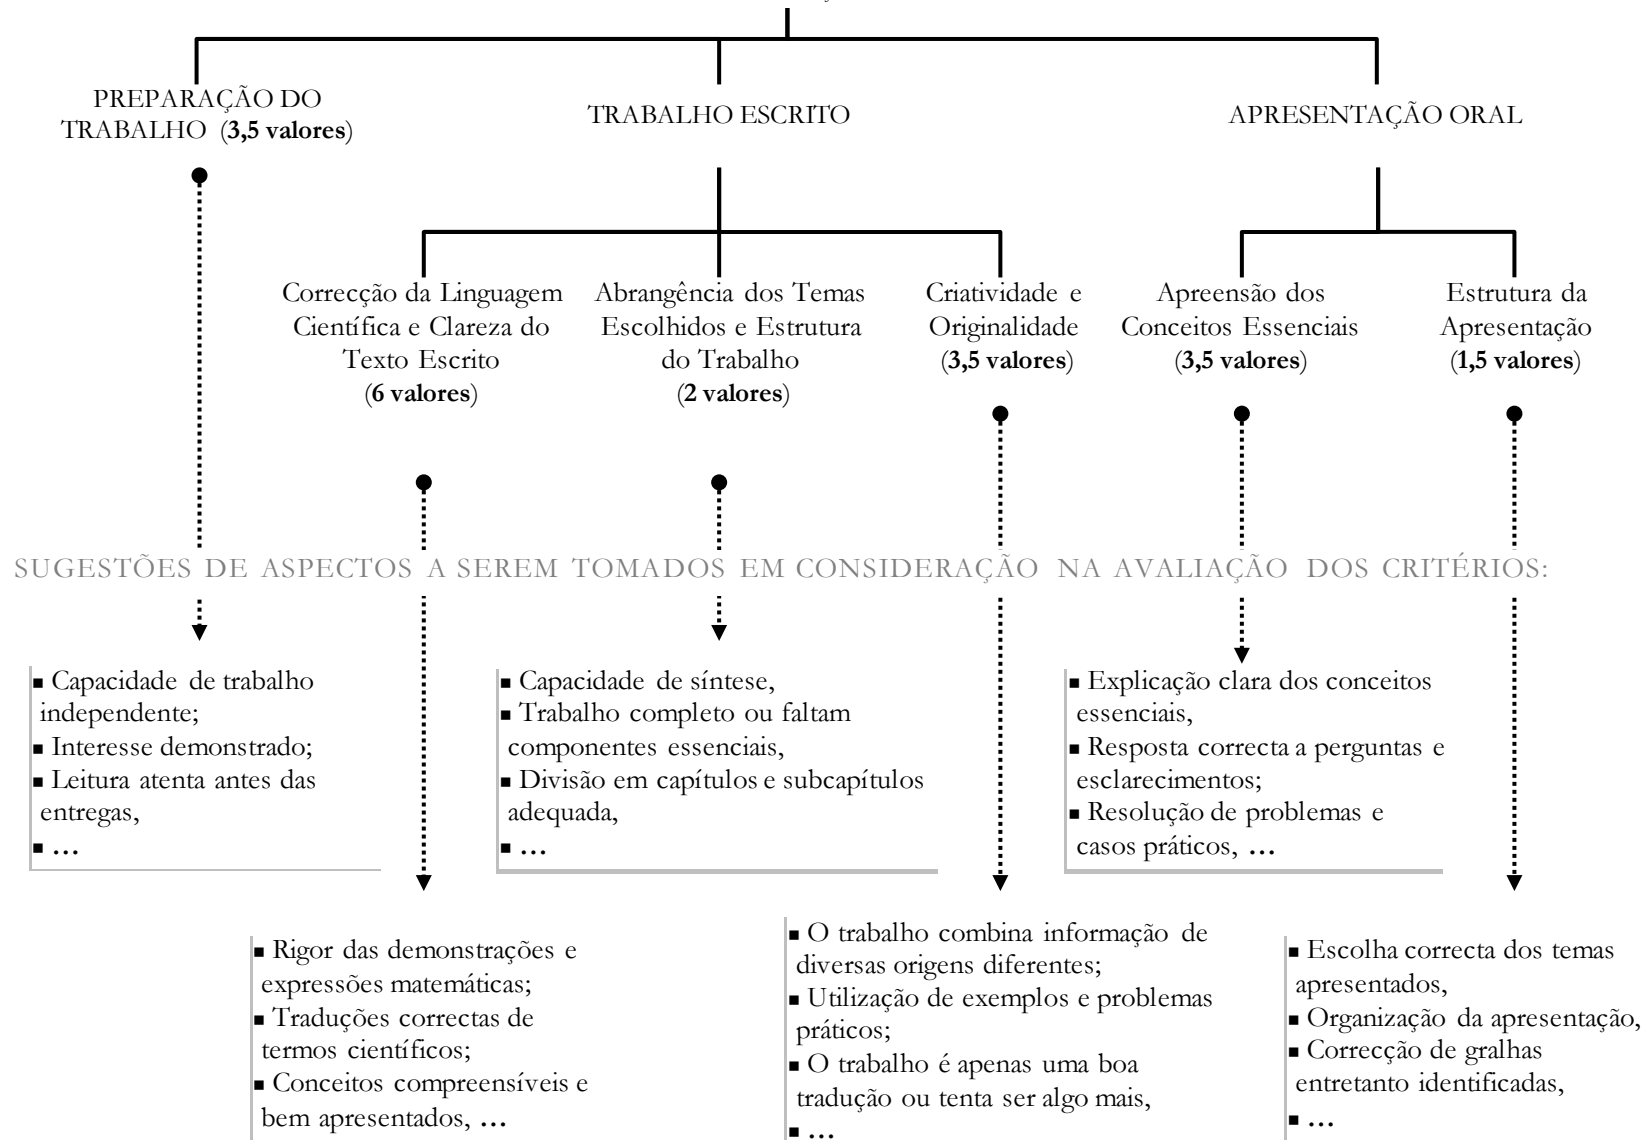 PREPARAÇÃO DO
TRABALHO (3,5 valores)
TRABALHO ESCRITO
APRESENTAÇÃO ORAL
Correcção da Linguagem
Científica e Clareza do
Texto Escrito
(6 valores)
Abrangência dos Temas
Escolhidos e Estrutura
do Trabalho
(2 valores)
Criatividade e
Originalidade
(3,5 valores)
Apreensão dos
Conceitos Essenciais
(3,5 valores)
Estrutura da
Apresentação
(1,5 valores)
SUGESTÕES DE ASPECTOS A SEREM TOMADOS EM CONSIDERAÇÃO NA AVALIAÇÃO DOS CRITÉRIOS:
▪ Capacidade de trabalho
independente;
▪ Interesse demonstrado;
▪ Leitura atenta antes das
entregas,
▪ …
▪ Capacidade de síntese,
▪ Trabalho completo ou faltam
componentes essenciais,
▪ Divisão em capítulos e subcapítulos
adequada,
▪ …
▪ Explicação clara dos conceitos
essenciais,
▪ Resposta correcta a perguntas e
esclarecimentos;
▪ Resolução de problemas e
casos práticos, …
▪ Rigor das demonstrações e
expressões matemáticas;
▪ Traduções correctas de
termos científicos;
▪ Conceitos compreensíveis e
bem apresentados, …
▪ O trabalho combina informação de
diversas origens diferentes;
▪ Utilização de exemplos e problemas
práticos;
▪ O trabalho é apenas uma boa
tradução ou tenta ser algo mais,
▪ …
▪ Escolha correcta dos temas
apresentados,
▪ Organização da apresentação,
▪ Correcção de gralhas
entretanto identificadas,
▪ …